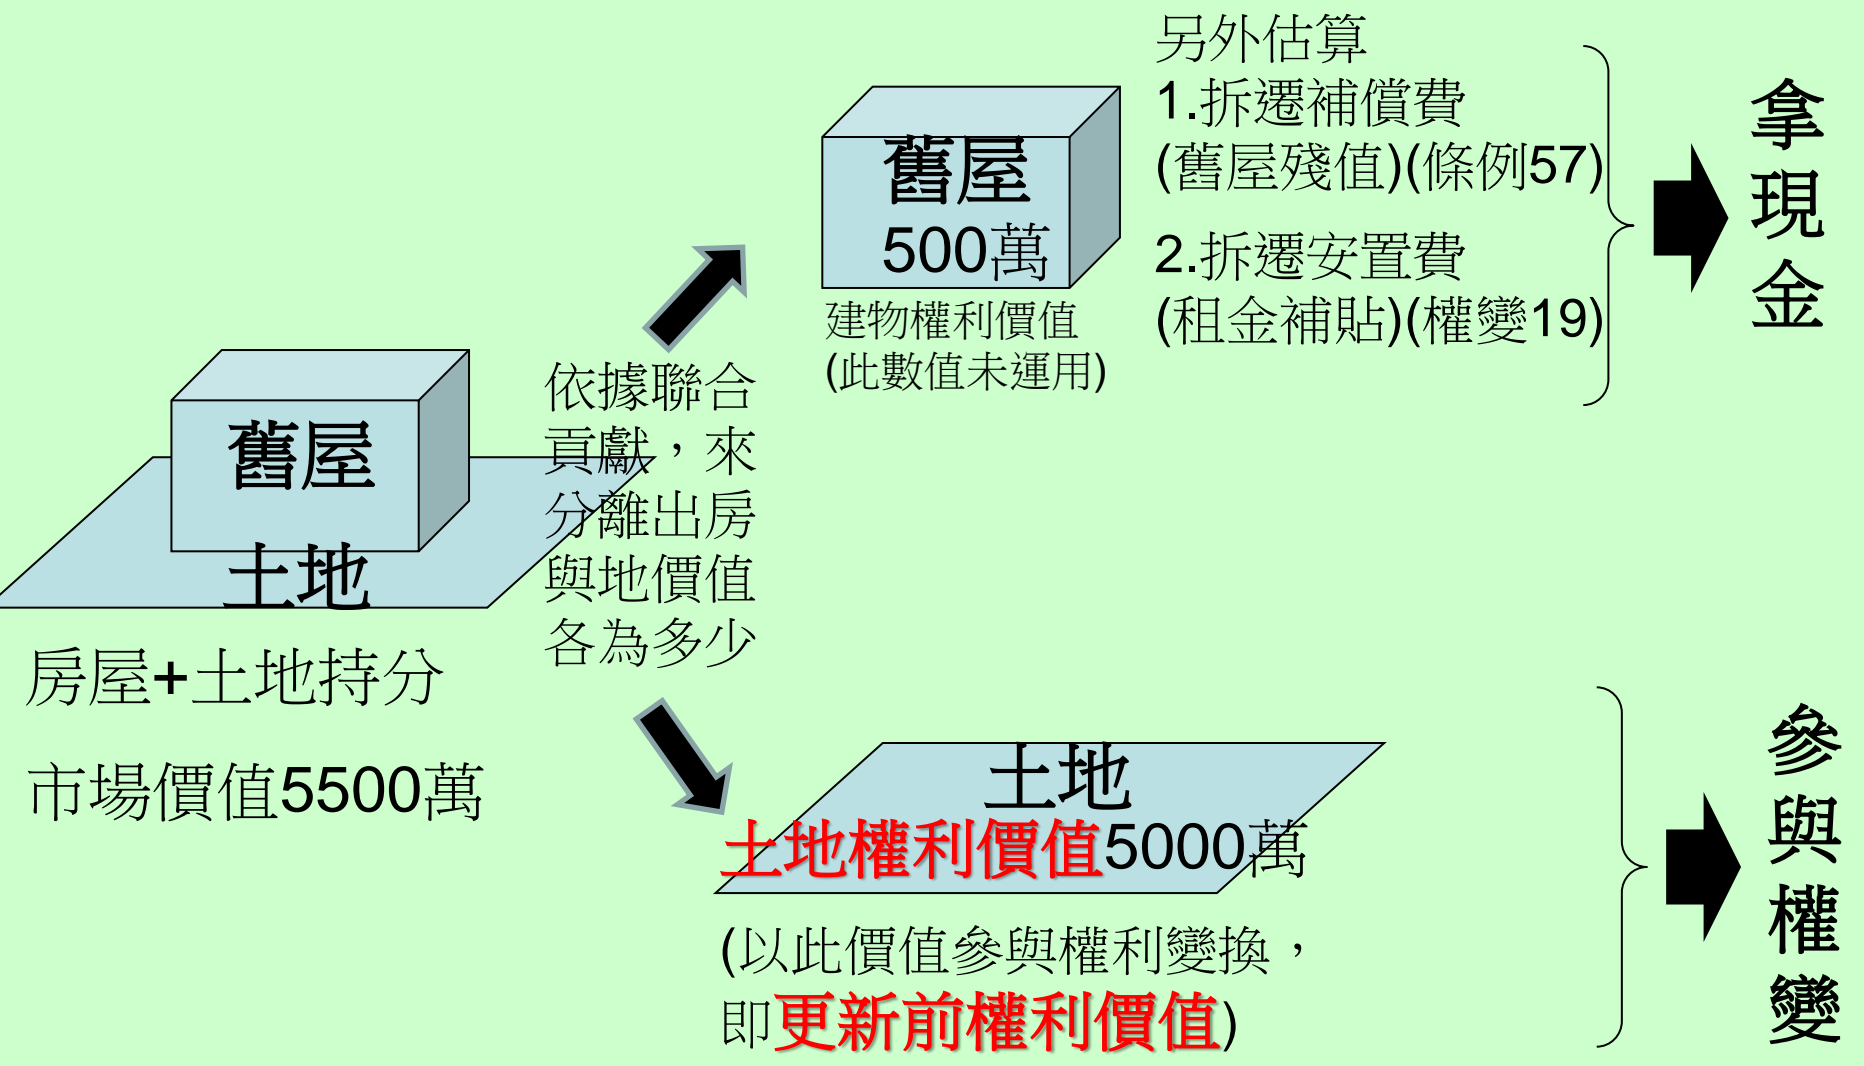 舊屋
土地
房屋+土地持分
市場價值5500萬
依據聯合
貢獻，來
分離出房
與地價值
各為多少
舊屋
500萬
建物權利價值
(此數值未運用)
另外估算
1.拆遷補償費
(舊屋殘值)(條例57)
2.拆遷安置費
(租金補貼)(權變19)
拿現金
土地
土地權利價值5000萬
(以此價值參與權利變換，
即更新前權利價值)
參與權變